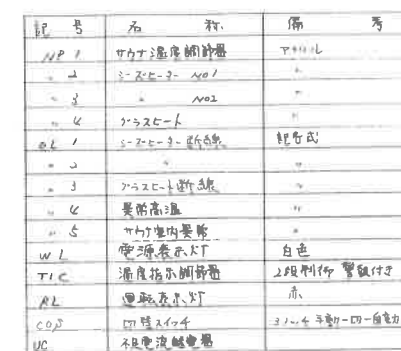 記号 名称 備考
NP 1 サウナ温度調節器 アクリル
〃 2 シーズヒーター NO1 〃
〃 3 〃 NO2 〃
〃 4 グラスヒート 〃
OL 1 シーズヒーター断線 記名式
〃 2 〃 〃
〃 3 グラスヒート断線 〃
〃 4 異常高温 〃
〃 5 サウナ室内異常 〃
WL 電源表示灯 白色
TIC 温度指示調節器 2段制御 警報付き
RL 運転表示灯 赤
COS 切替スイッチ 3ノッチ 手動-切-自動
UC 不足電流継電器